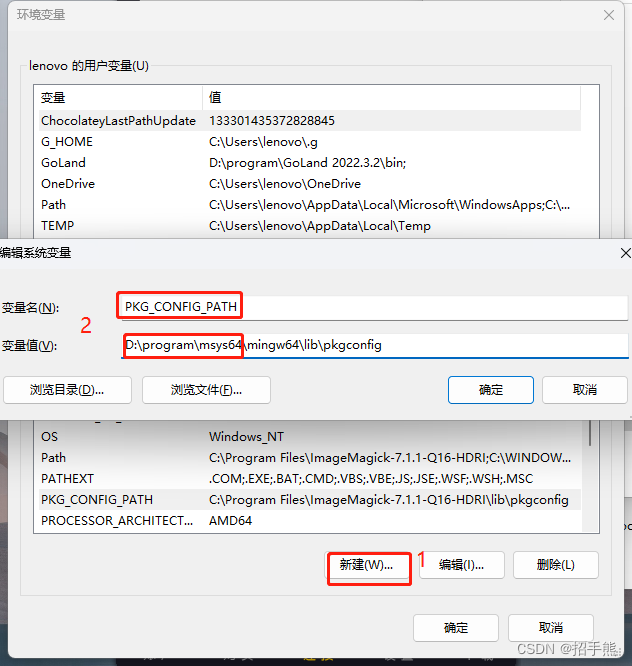 环境变量
lenovo 的用户变量(U)
变量 值
ChocolateyLastPathUpdate 133301435372828845
G_HOME C:\Users\lenovo\.g
GoLand D:\program\GoLand 2022.3.2\bin;
OneDrive C:\Users\lenovo\OneDrive
Path C:\Users\lenovo\AppData\Local\Microsoft\WindowsApps;C:\...
TEMP C:\Users\lenovo\AppData\Local\Temp
编辑系统变量
变量名(N): PKG_CONFIG_PATH
2
变量值(V): D:\program\msys64\mingw64\lib\pkgconfig
浏览目录(D)... 浏览文件(F)... 确定 取消
OS Windows_NT
Path C:\Program Files\ImageMagick-7.1.1-Q16-HDRI;C:\WINDOW...
PATHEXT .COM;.EXE;.BAT;.CMD;.VBS;.VBE;.JS;.JSE;.WSF;.WSH;.MSC
PKG_CONFIG_PATH C:\Program Files\ImageMagick-7.1.1-Q16-HDRI\lib\pkgconfig
PROCESSOR_ARCHITECT... AMD64
新建(W)... 1 编辑(I)... 删除(L)
确定 取消
CSDN @招手熊